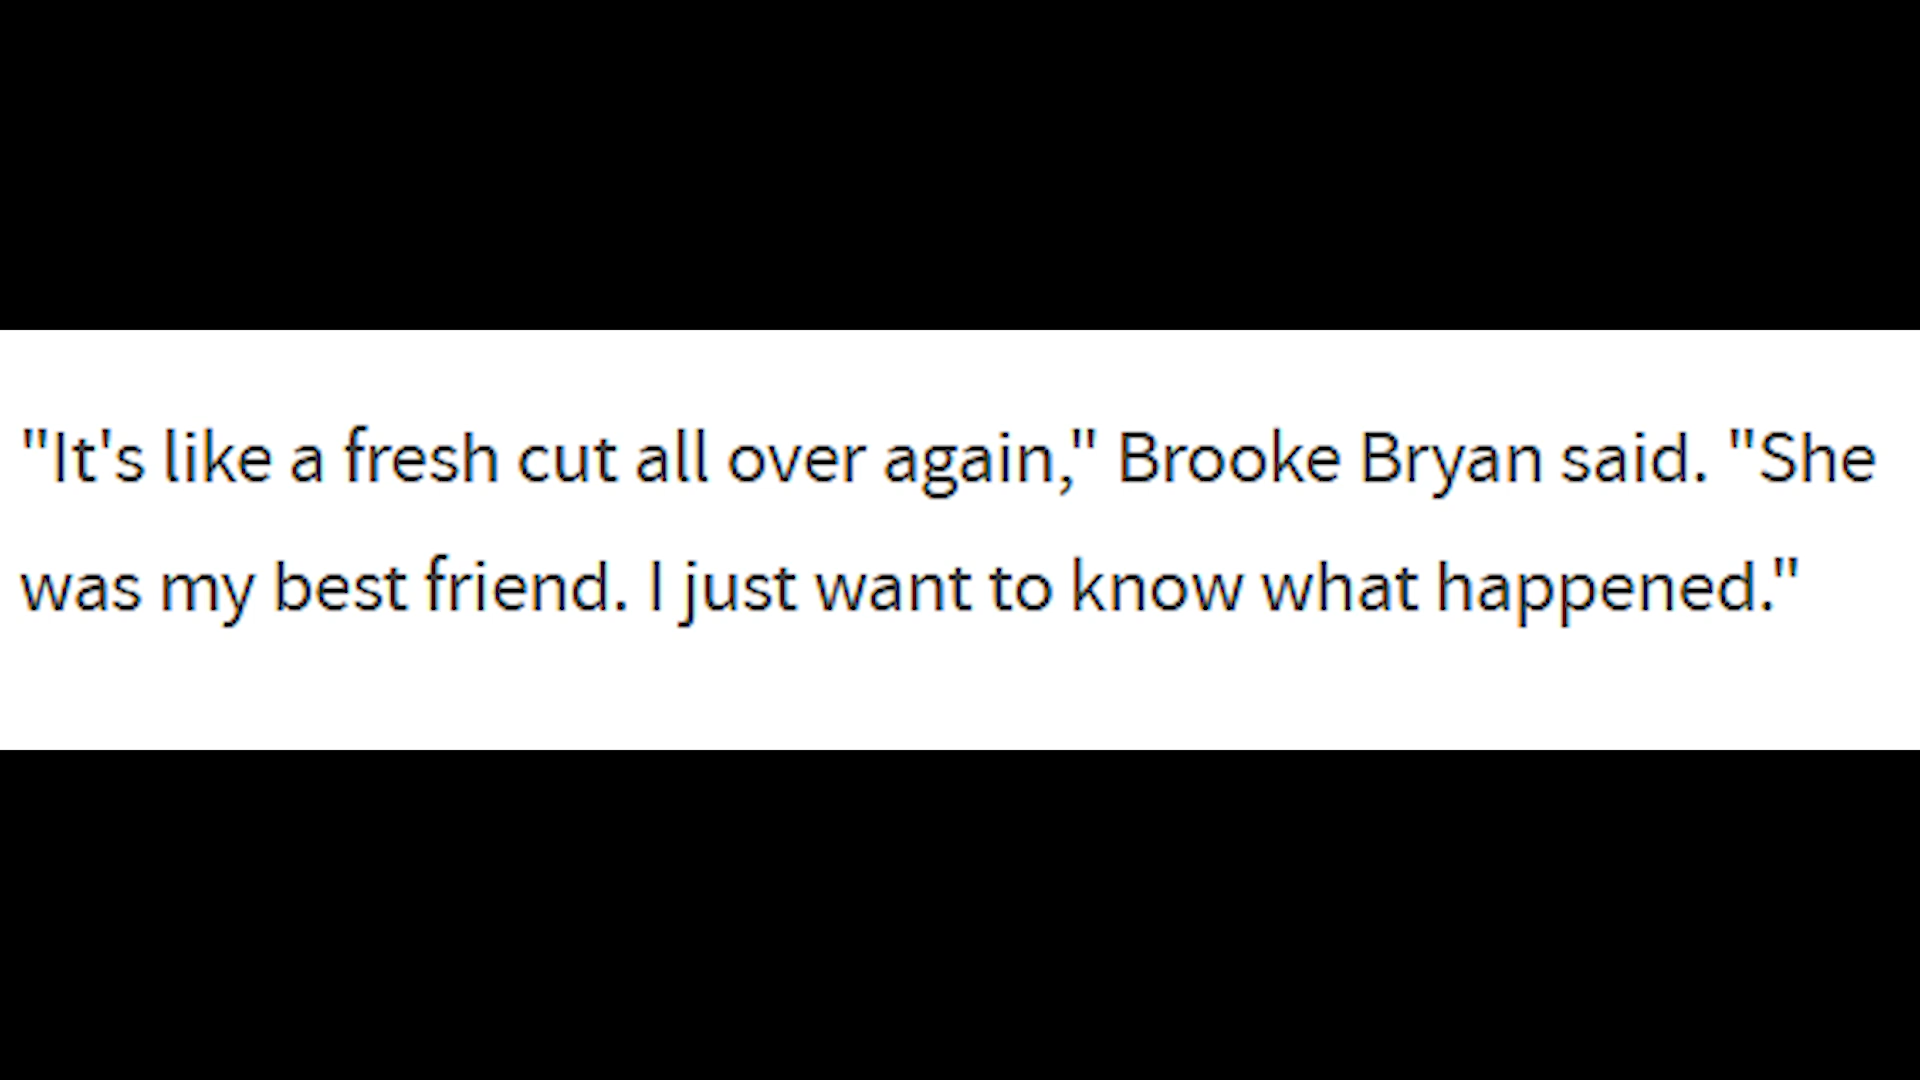 "It's like a fresh cut all over again," Brooke Bryan said. "She
was my best friend. I just want to know what happened."